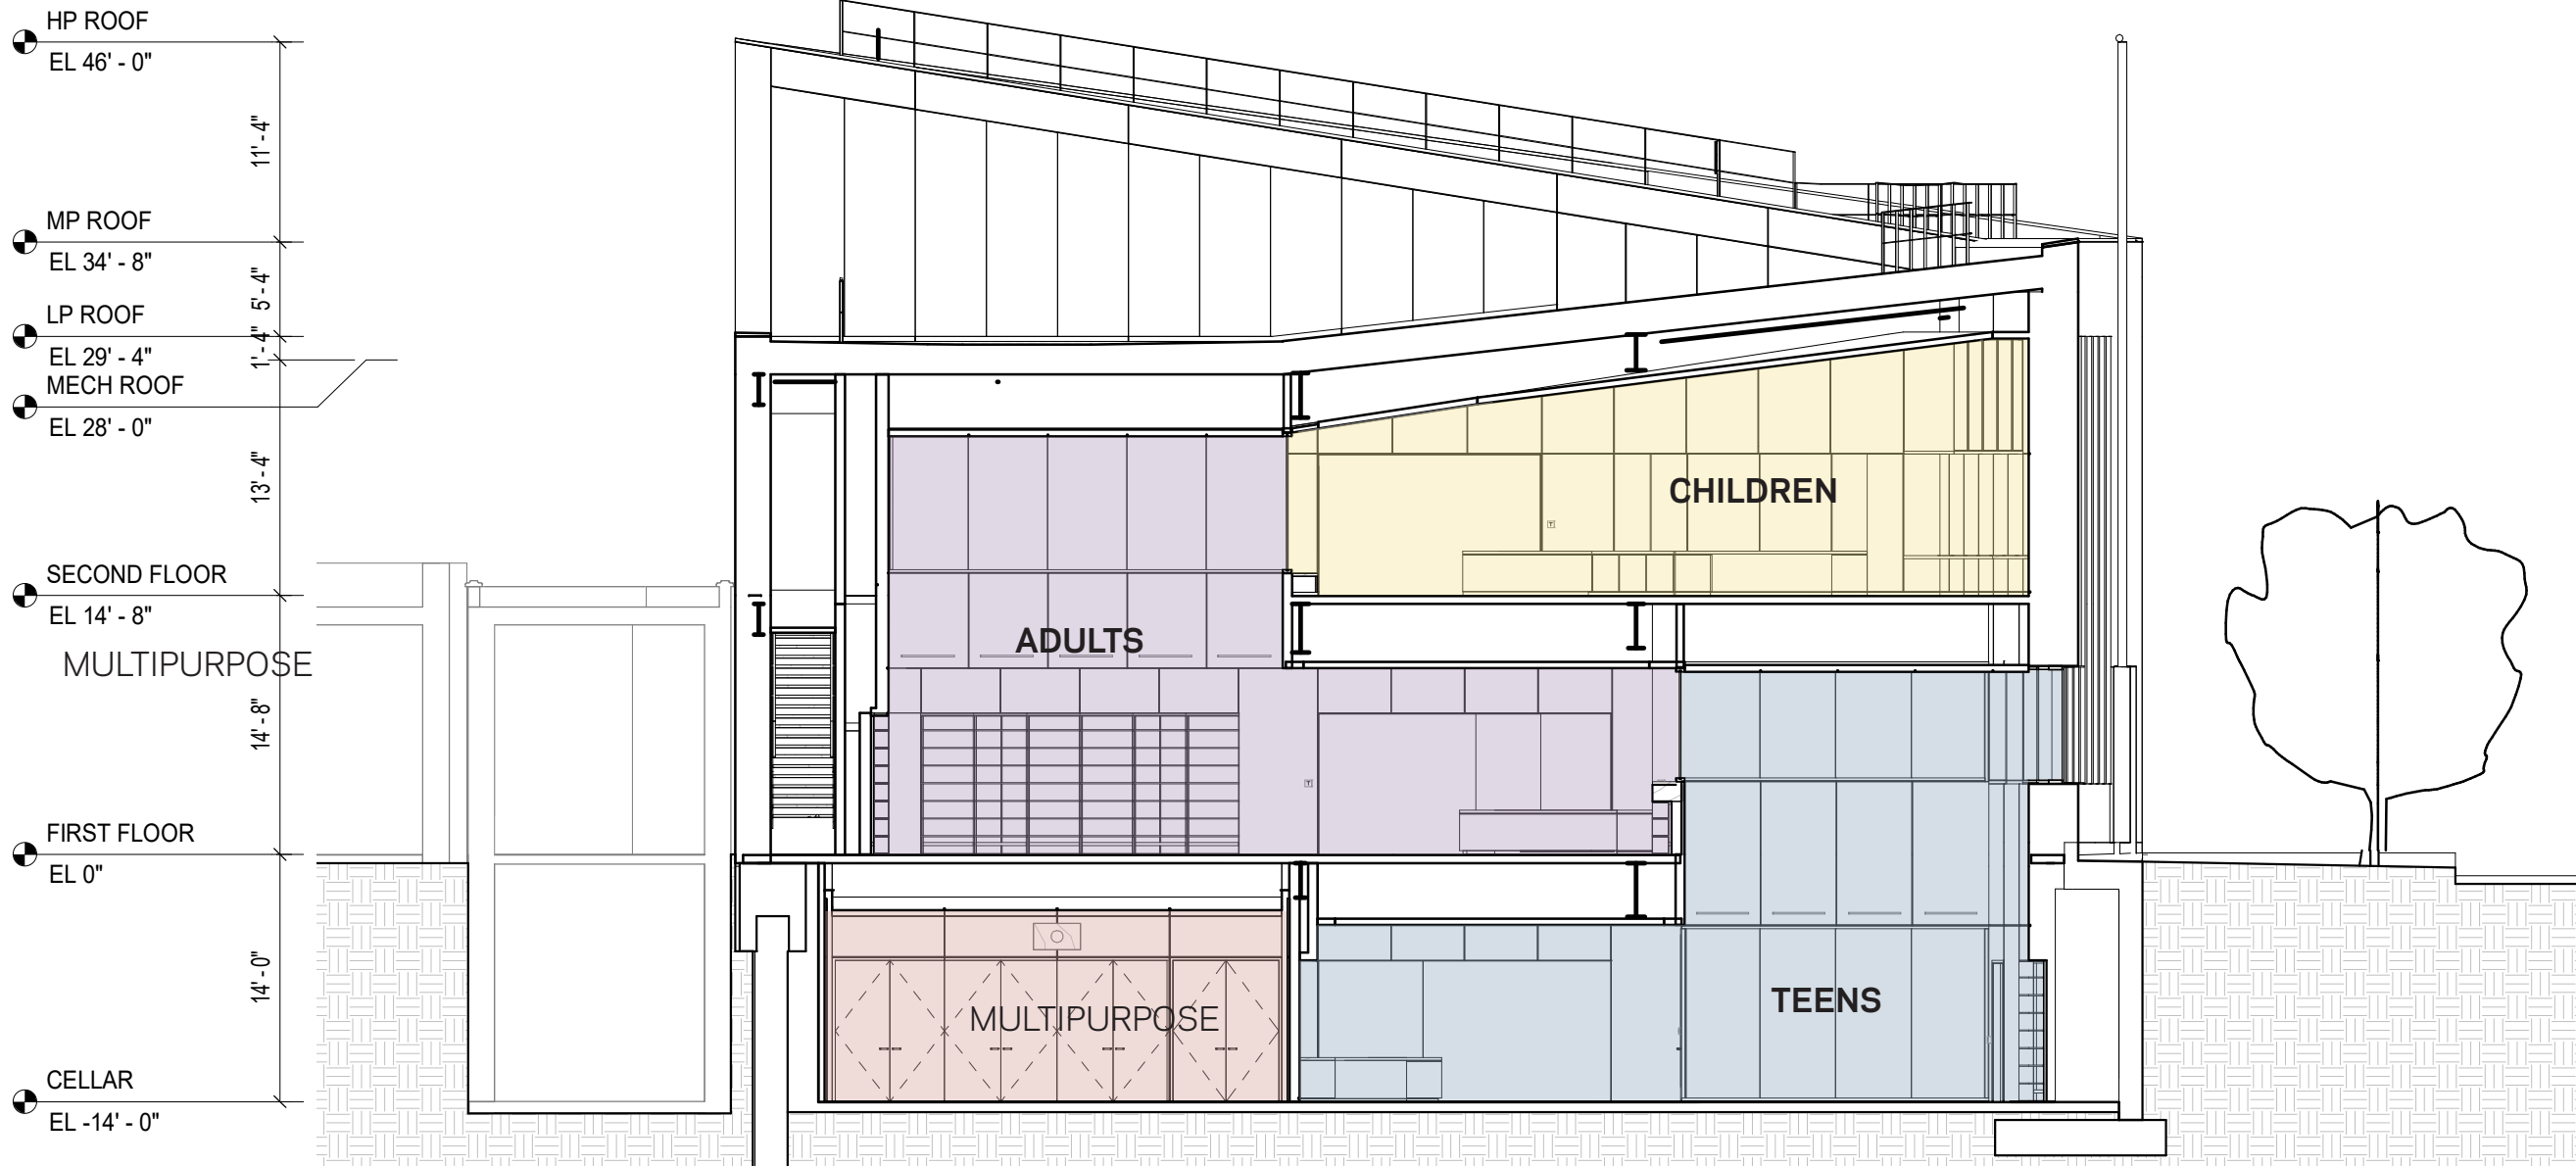 HP ROOF
EL 46' - 0"
11' - 4"
MP ROOF
EL 34' - 8"
5' - 4"
LP ROOF
EL 29' - 4"
1' - 4"
MECH ROOF
EL 28' - 0"
13' - 4"
CHILDREN
SECOND FLOOR
EL 14' - 8"
ADULTS
MULTIPURPOSE
14' - 8"
FIRST FLOOR
EL 0"
14' - 0"
TEENS
MULTIPURPOSE
CELLAR
EL -14' - 0"
T
T